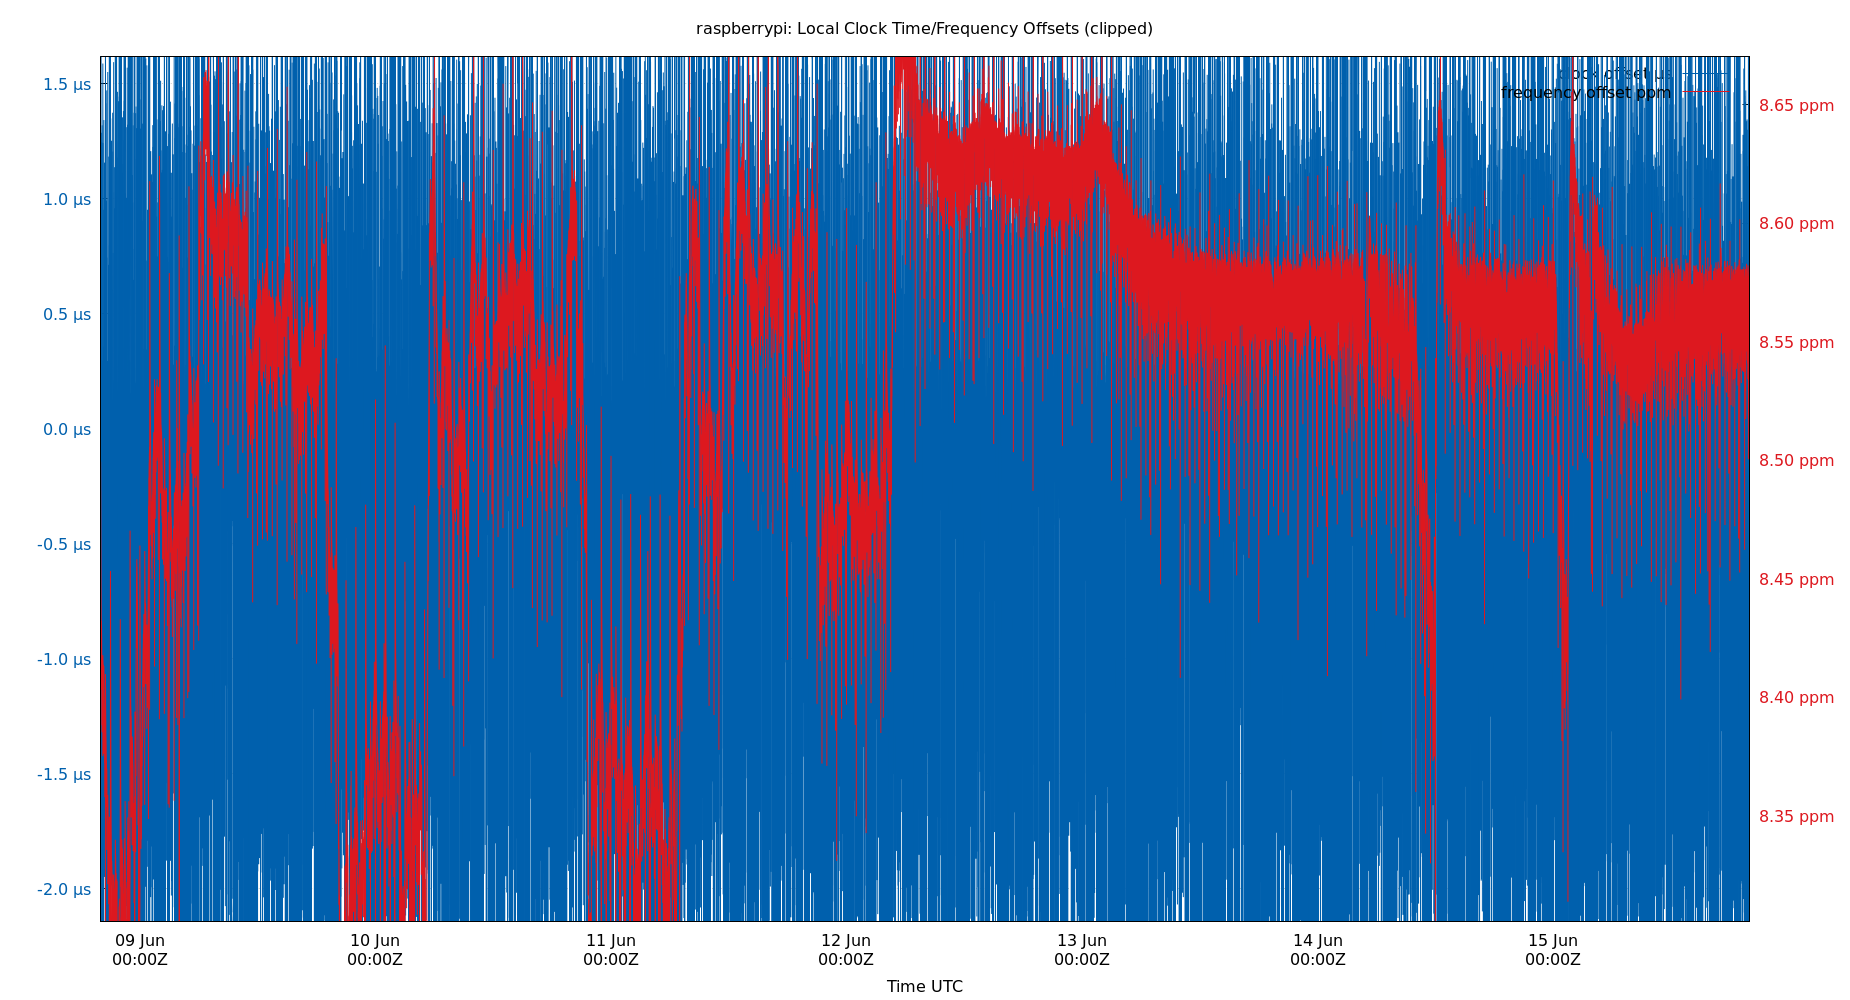 raspberrypi: Local Clock Time/Frequency Offsets (clipped)
clock offset µs
frequency offset ppm
1.5 µs
1.0 µs
0.5 µs
0.0 µs
-0.5 µs
-1.0 µs
-1.5 µs
-2.0 µs
8.65 ppm
8.60 ppm
8.55 ppm
8.50 ppm
8.45 ppm
8.40 ppm
8.35 ppm
09 Jun
00:00Z
10 Jun
00:00Z
11 Jun
00:00Z
12 Jun
00:00Z
13 Jun
00:00Z
14 Jun
00:00Z
15 Jun
00:00Z
Time UTC